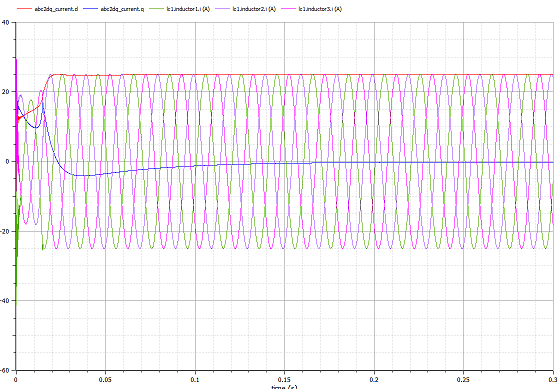 abc2dq_current.d abc2dq_current.q lc1.inductor1.i (A) lc1.inductor2.i (A) lc1.inductor3.i (A)
40
20
0
-20
-40
-60
0 0.05 0.1 0.15 0.2 0.25 0.3
time (s)